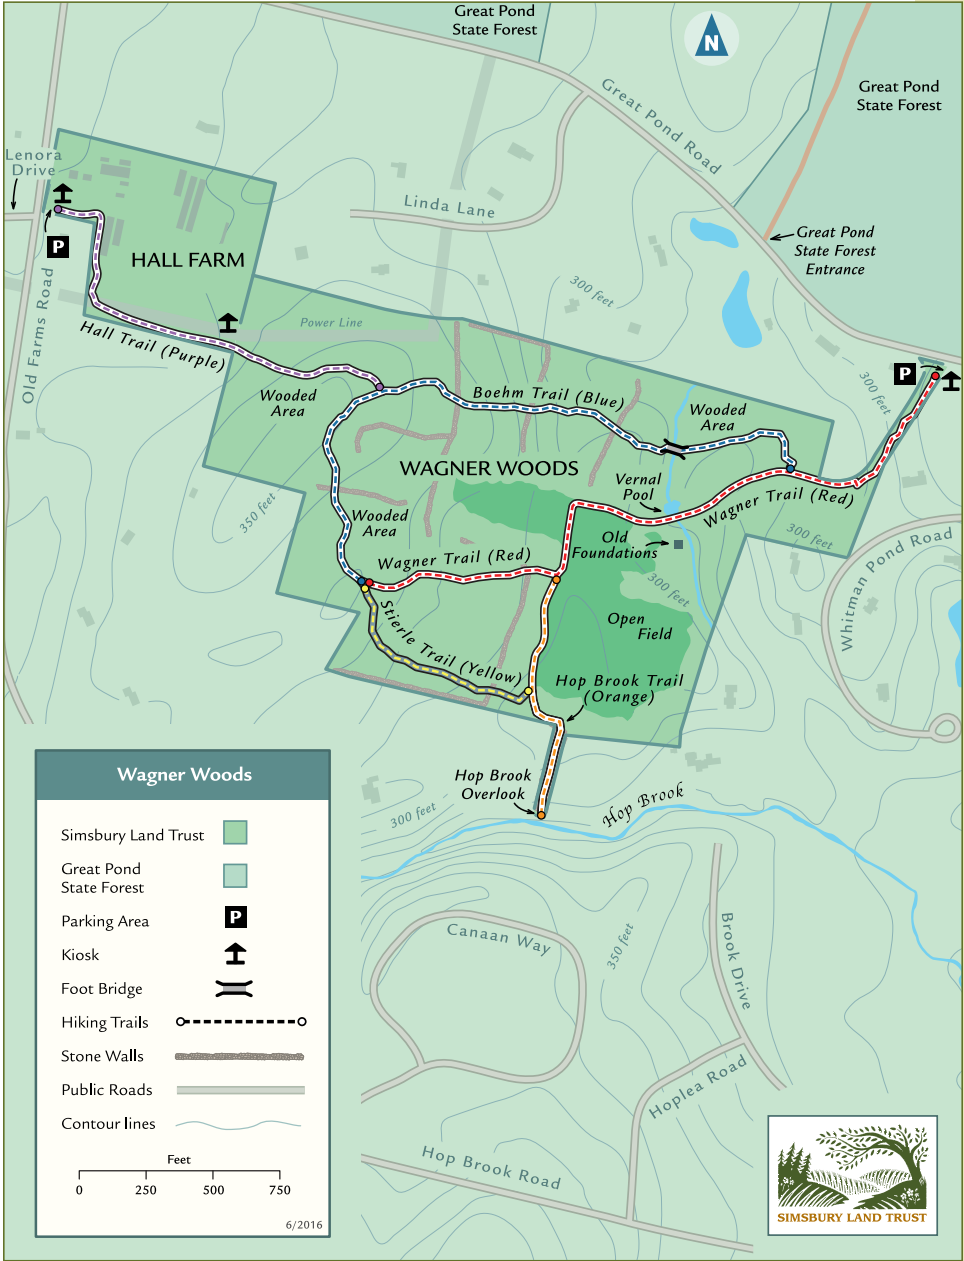 Great Pond
State Forest
N
Great Pond
State Forest
Great Pond Road
Lenora
Drive
Linda Lane
P
HALL FARM
Great Pond
State Forest
Entrance
300 feet
Old Farms Road
Power Line
Hall Trail (Purple)
P
300 feet
Wooded
Area
Boehm Trail (Blue)
Wooded
Area
WAGNER WOODS
Vernal
Pool
Wagner Trail (Red)
350 feet
Wooded
Area
Old
Foundations
300 feet
Whitman Pond Road
Wagner Trail (Red)
300 feet
Stierle Trail (Yellow)
Open
Field
Hop Brook Trail
(Orange)
Hop Brook
Overlook
Hop Brook
300 feet
Canaan Way
350 feet
Brook Drive
Hoplea Road
Hop Brook Road
Wagner Woods
Simsbury Land Trust
Great Pond
State Forest
Parking Area
P
Kiosk
Foot Bridge
Hiking Trails
Stone Walls
Public Roads
Contour lines
Feet
0 250 500 750
6/2016
SIMSBURY LAND TRUST